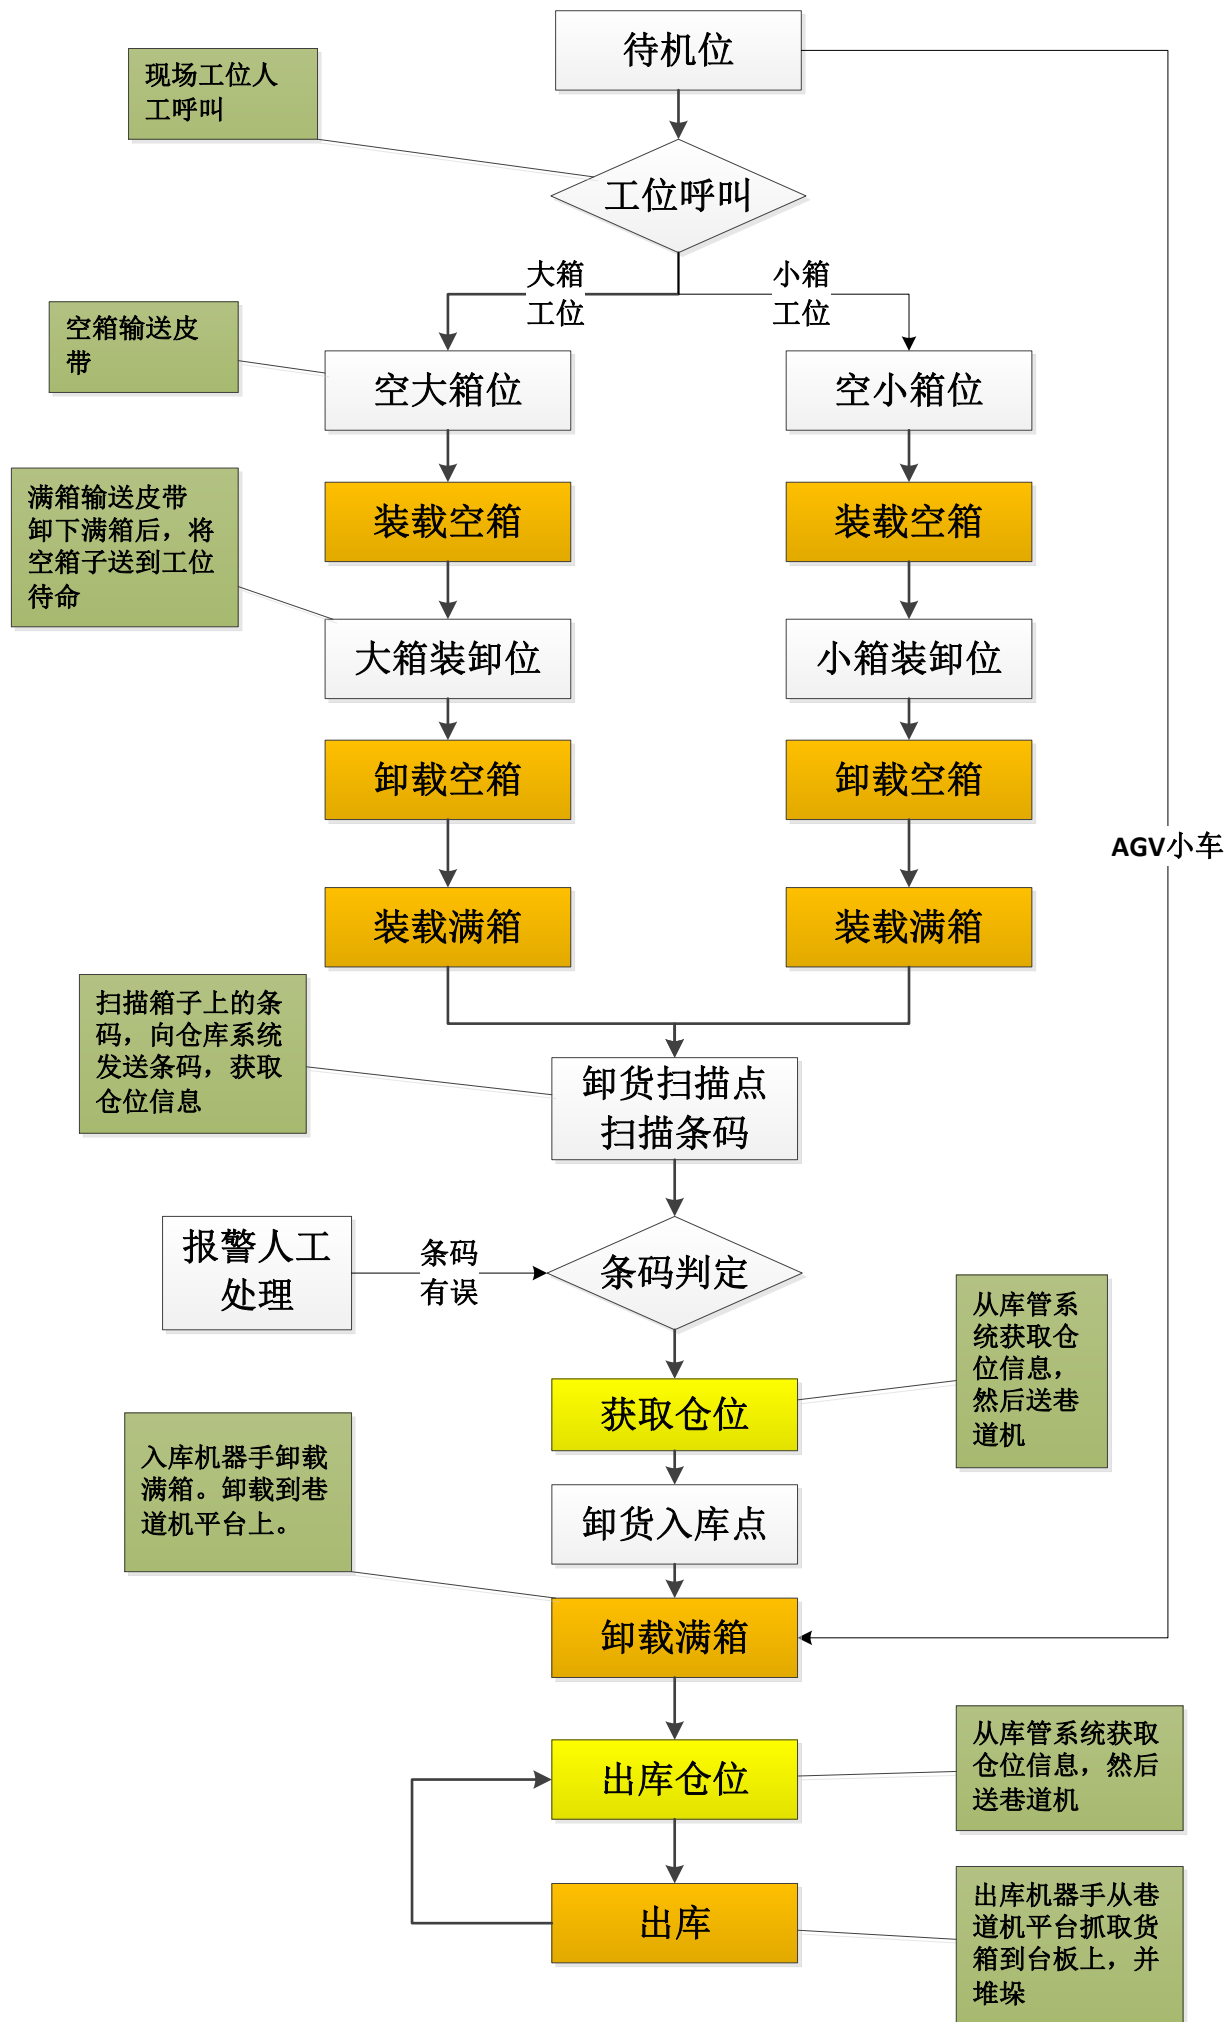 待机位
现场工位人
工呼叫
工位呼叫
大箱
工位
小箱
工位
空箱输送皮
带
空大箱位
空小箱位
满箱输送皮带
卸下满箱后，将
空箱子送到工位
待命
装载空箱
装载空箱
大箱装卸位
小箱装卸位
卸载空箱
卸载空箱
AGV小车
装载满箱
装载满箱
扫描箱子上的条
码，向仓库系统
发送条码，获取
仓位信息
卸货扫描点
扫描条码
报警人工
处理
条码
有误
条码判定
从库管系
统获取仓
位信息，
然后送巷
道机
获取仓位
入库机器手卸载
满箱。卸载到巷
道机平台上。
卸货入库点
卸载满箱
从库管系统获取
仓位信息，然后
送巷道机
出库仓位
出库机器手从巷
道机平台抓取货
箱到台板上，并
堆垛
出库